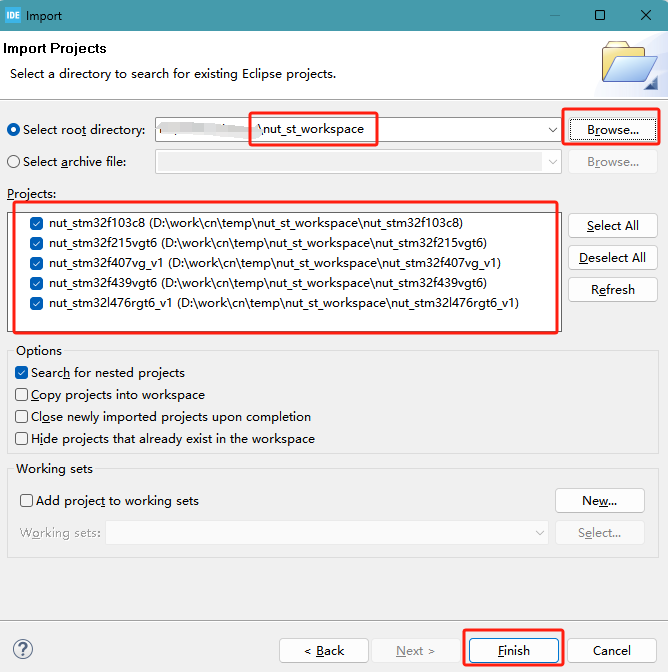 IDE Import
Import Projects
Select a directory to search for existing Eclipse projects.
Select root directory: \nut_st_workspace Browse...
Select archive file: Browse...
Projects:
nut_stm32f103c8 (D:\work\cn\temp\nut_st_workspace\nut_stm32f103c8)
nut_stm32f215vgt6 (D:\work\cn\temp\nut_st_workspace\nut_stm32f215vgt6)
nut_stm32f407vg_v1 (D:\work\cn\temp\nut_st_workspace\nut_stm32f407vg_v1)
nut_stm32f439vgt6 (D:\work\cn\temp\nut_st_workspace\nut_stm32f439vgt6)
nut_stm32l476rgt6_v1 (D:\work\cn\temp\nut_st_workspace\nut_stm32l476rgt6_v1)
Select All
Deselect All
Refresh
Options
Search for nested projects
Copy projects into workspace
Close newly imported projects upon completion
Hide projects that already exist in the workspace
Working sets
Add project to working sets New...
Working sets: Select...
? < Back Next > Finish Cancel